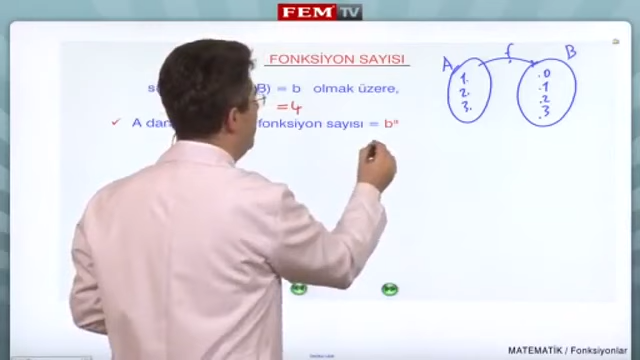 FEM TV
FONKSİYON SAYISI
A
f
B
= b olmak üzere,
= 4
✓ A dan fonksiyon sayısı = bª
1.
2.
3.
.0
.1
.2
.3
MATEMATİK / Fonksiyonlar